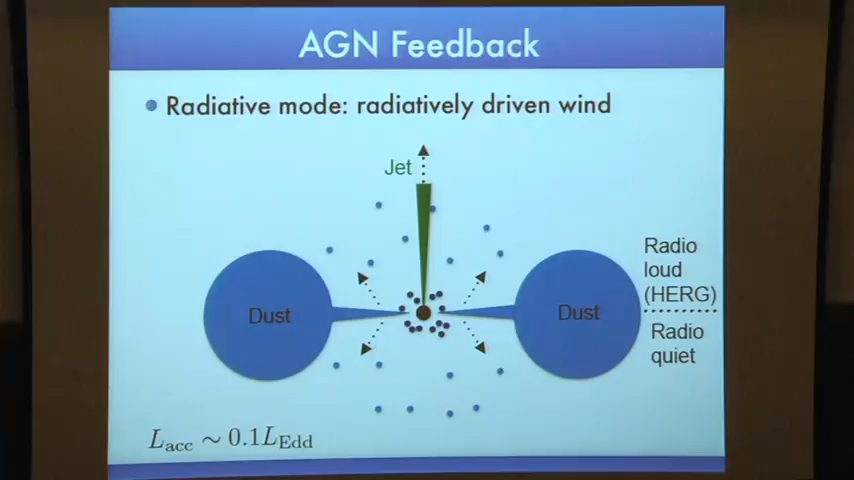 AGN Feedback
• Radiative mode: radiatively driven wind
Jet
Radio
loud
(HERG)
Dust
Dust
Radio
quiet
L_acc ~ 0.1L_Edd